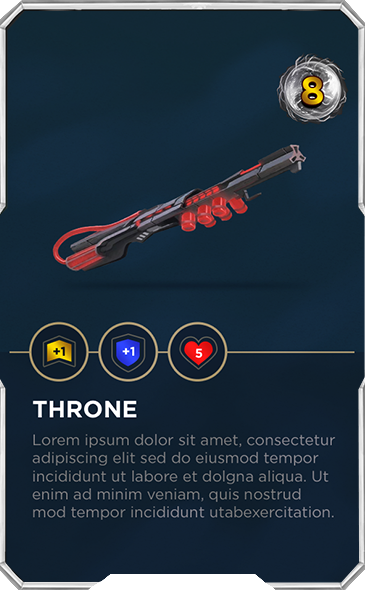 8
+1 +1 5
THRONE
Lorem ipsum dolor sit amet, consectetur
adipiscing elit sed do eiusmod tempor
incididunt ut labore et dolgna aliqua. Ut
enim ad minim veniam, quis nostrud
mod tempor incididunt utabexercitation.